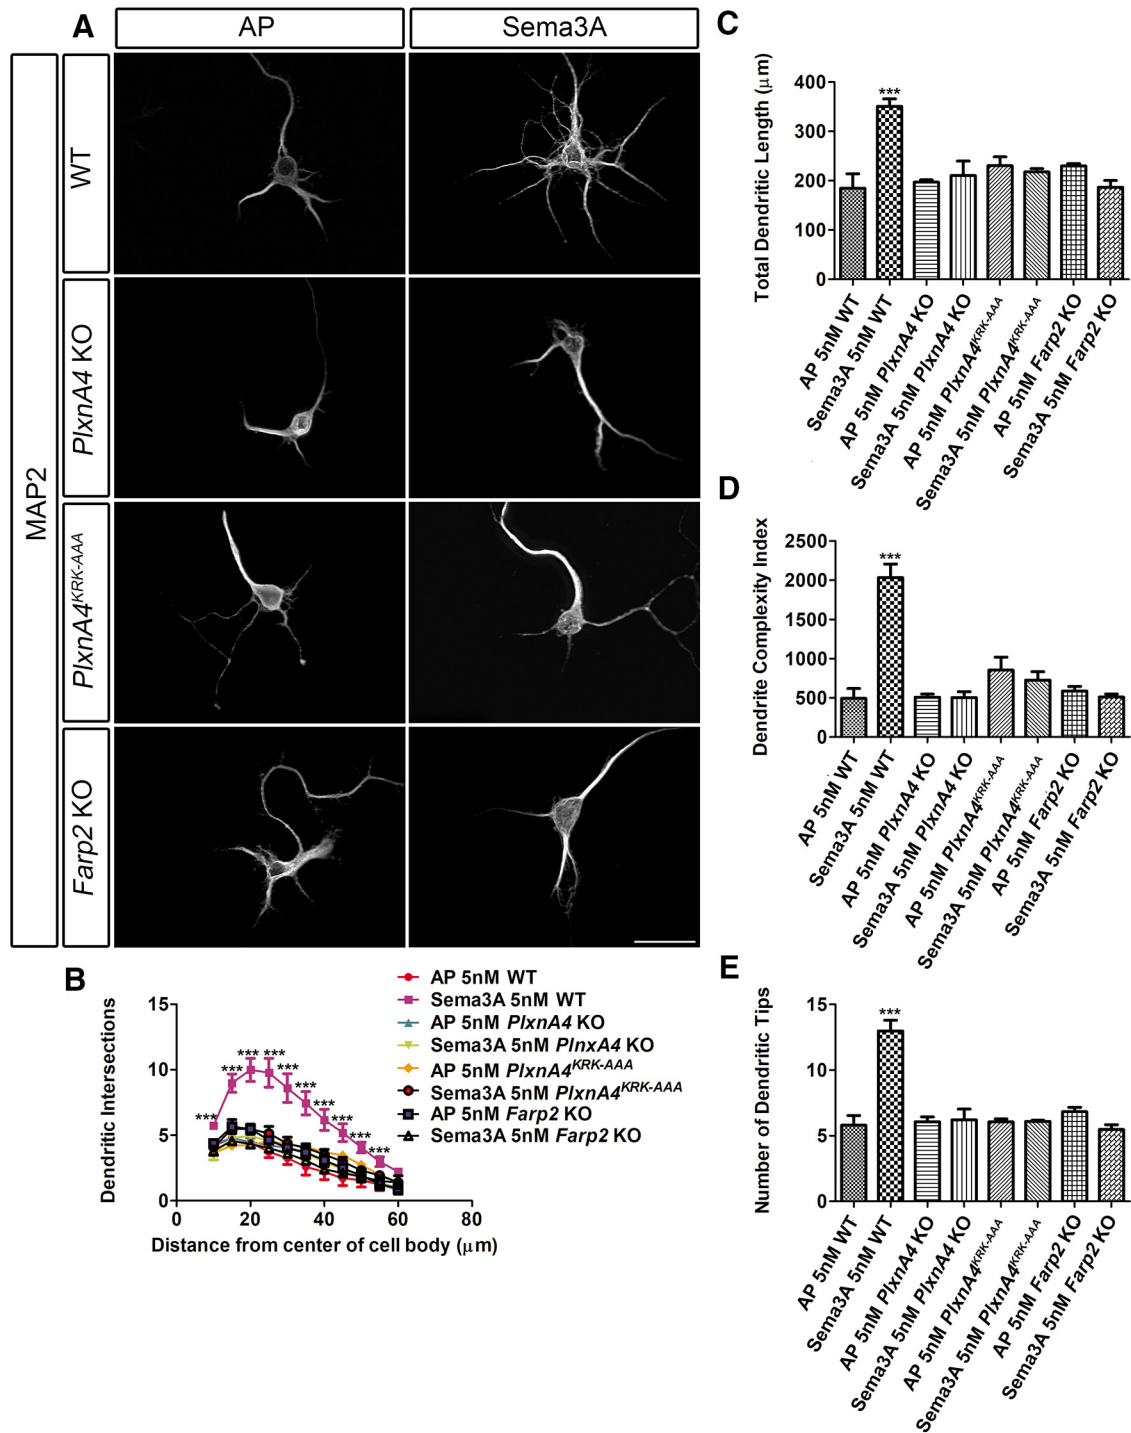 A
AP
Sema3A
MAP2
WT
PlxnA4 KO
PlxnA4KRK-AAA
Farp2 KO
B
Dendritic Intersections
15
10
5
0
0 20 40 60 80
Distance from center of cell body (μm)
***
***
***
***
***
***
***
***
***
***
AP 5nM WT
Sema3A 5nM WT
AP 5nM PlxnA4 KO
Sema3A 5nM PlnxA4 KO
AP 5nM PlxnA4KRK-AAA
Sema3A 5nM PlxnA4KRK-AAA
AP 5nM Farp2 KO
Sema3A 5nM Farp2 KO
C
Total Dendritic Length (μm)
400
300
200
100
0
***
AP 5nM WT
Sema3A 5nM WT
AP 5nM PlxnA4 KO
Sema3A 5nM PlxnA4 KO
AP 5nM PlxnA4KRK-AAA
Sema3A 5nM PlxnA4KRK-AAA
AP 5nM Farp2 KO
Sema3A 5nM Farp2 KO
D
Dendrite Complexity Index
2500
2000
1500
1000
500
0
***
AP 5nM WT
Sema3A 5nM WT
AP 5nM PlxnA4 KO
Sema3A 5nM PlxnA4 KO
AP 5nM PlxnA4KRK-AAA
Sema3A 5nM PlxnA4KRK-AAA
AP 5nM Farp2 KO
Sema3A 5nM Farp2 KO
E
Number of Dendritic Tips
15
10
5
0
***
AP 5nM WT
Sema3A 5nM WT
AP 5nM PlxnA4 KO
Sema3A 5nM PlxnA4 KO
AP 5nM PlxnA4KRK-AAA
Sema3A 5nM PlxnA4KRK-AAA
AP 5nM Farp2 KO
Sema3A 5nM Farp2 KO